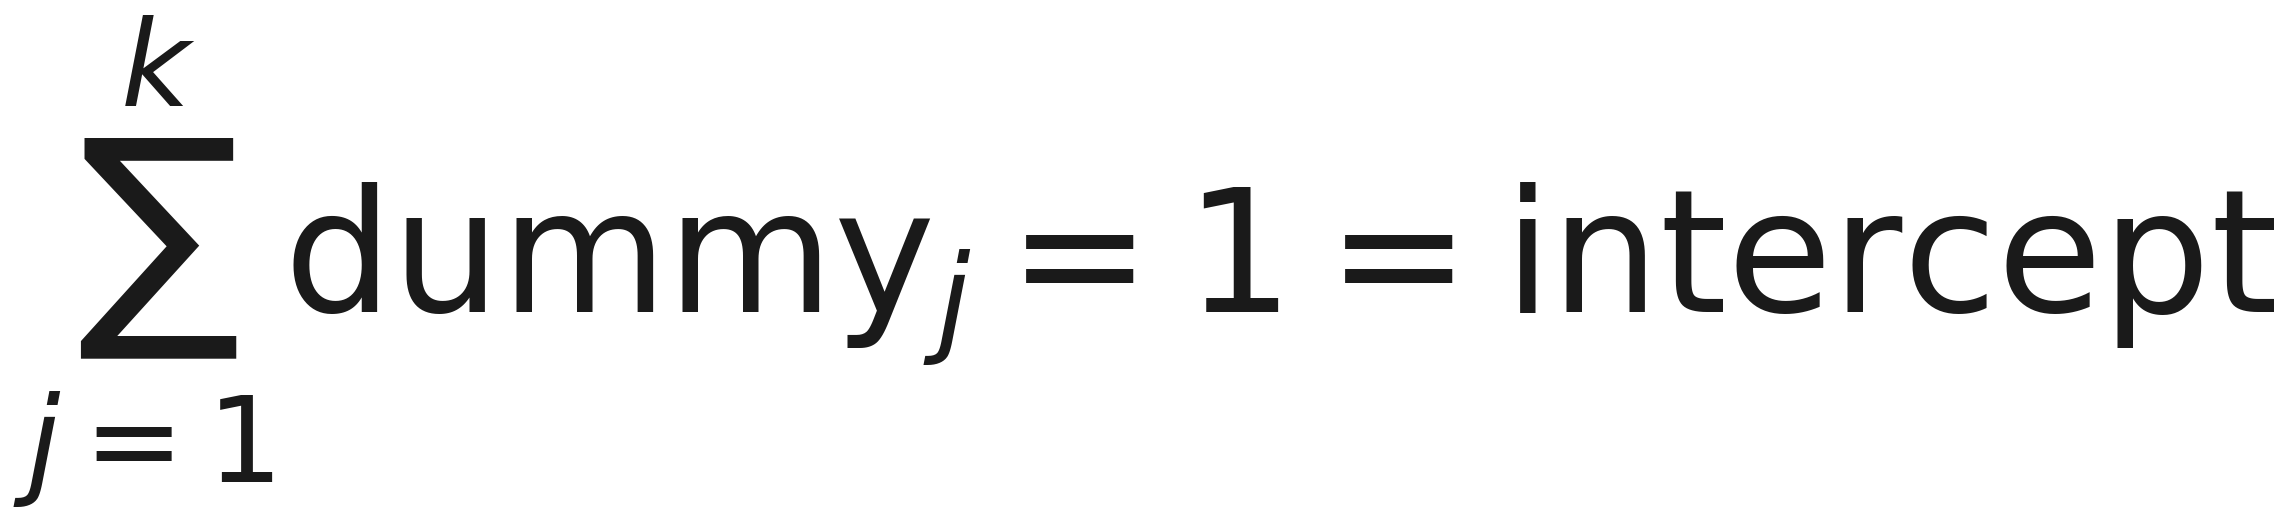 k
∑ dummy_j = 1 = intercept
j = 1